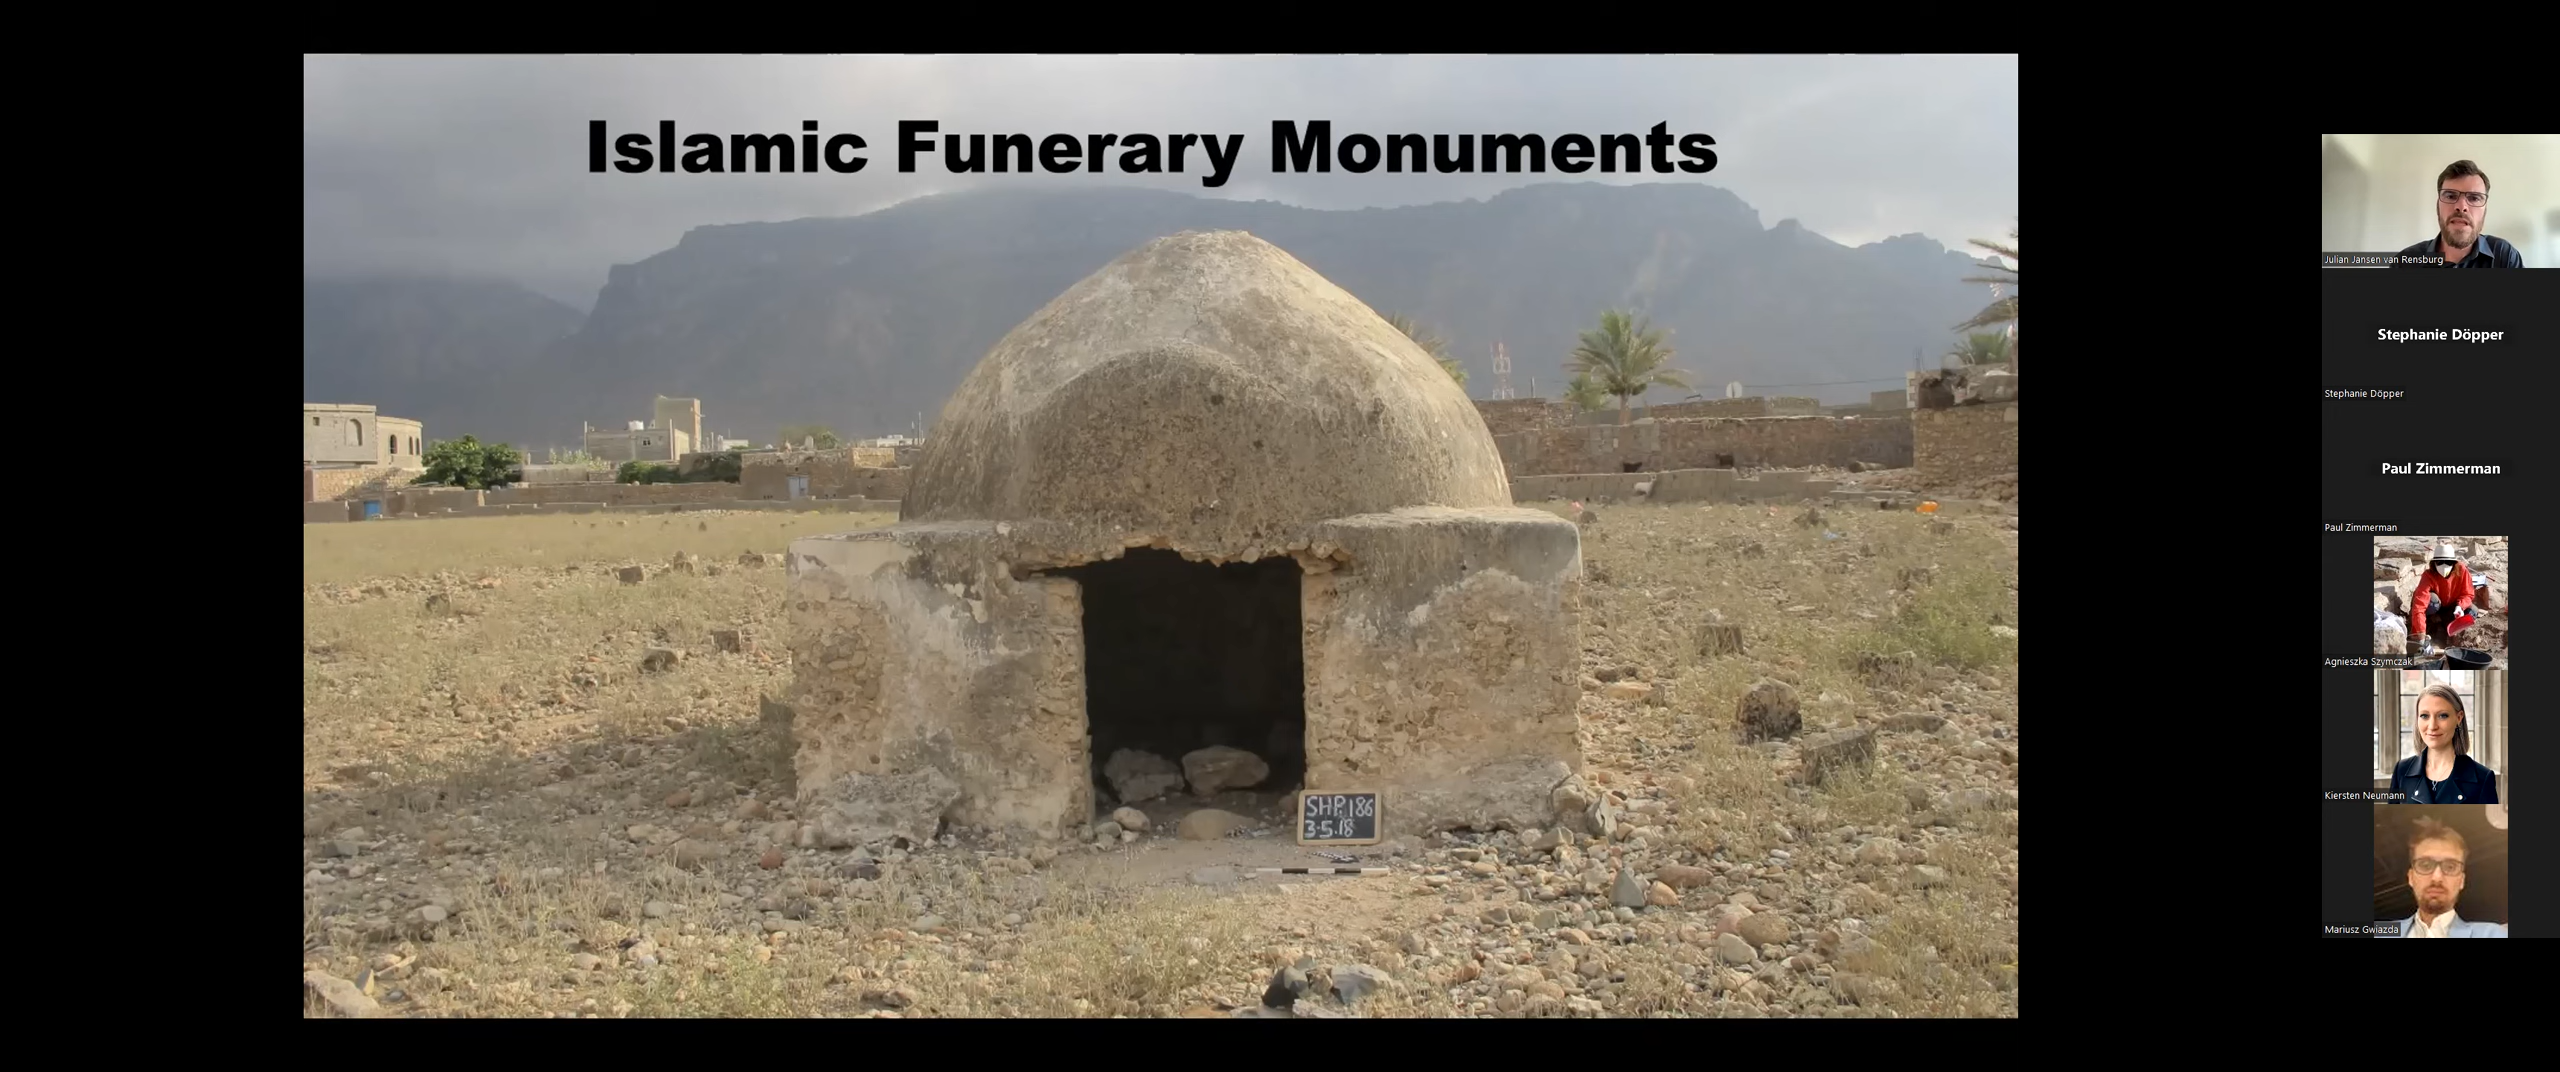 Islamic Funerary Monuments
SHP.186
3.5.18
Julian Jansen van Rensburg
Stephanie Döpper
Stephanie Döpper
Paul Zimmerman
Paul Zimmerman
Agnieszka Szymczak
Kiersten Neumann
Mariusz Gwiazda